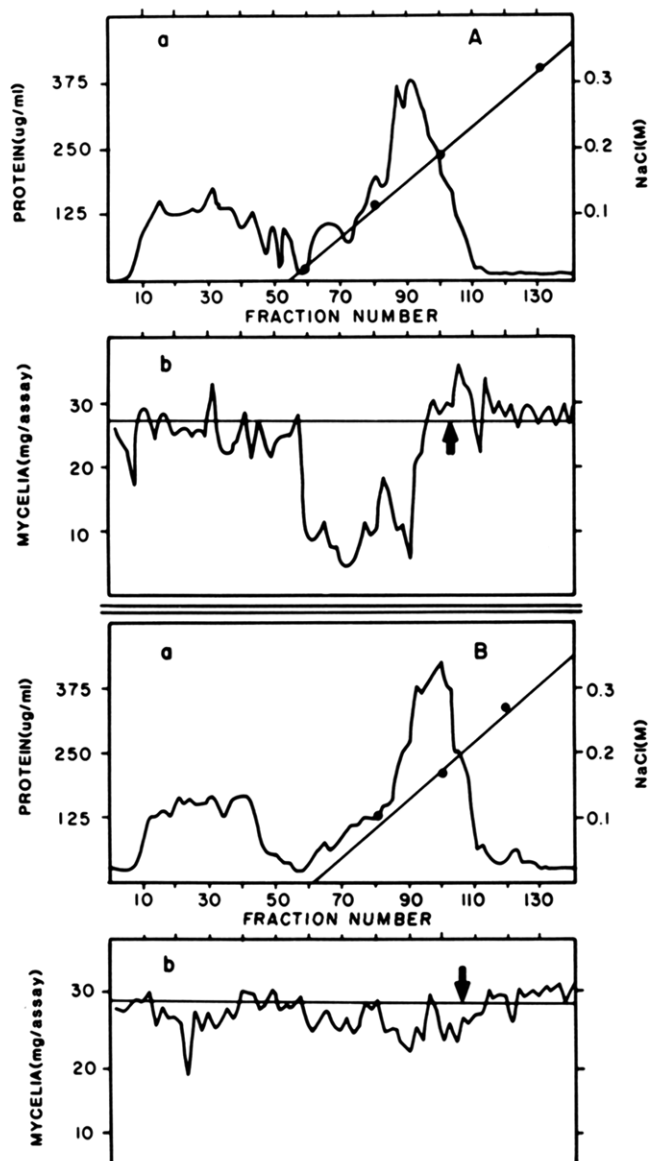 a A
PROTEIN(ug/ml)
375
250
125
NaCl(M)
0.3
0.2
0.1
10 30 50 70 90 110 130
FRACTION NUMBER
b
MYCELIA(mg/assay)
30
20
10
a B
PROTEIN(ug/ml)
375
250
125
NaCl(M)
0.3
0.2
0.1
10 30 50 70 90 110 130
FRACTION NUMBER
b
MYCELIA(mg/assay)
30
20
10